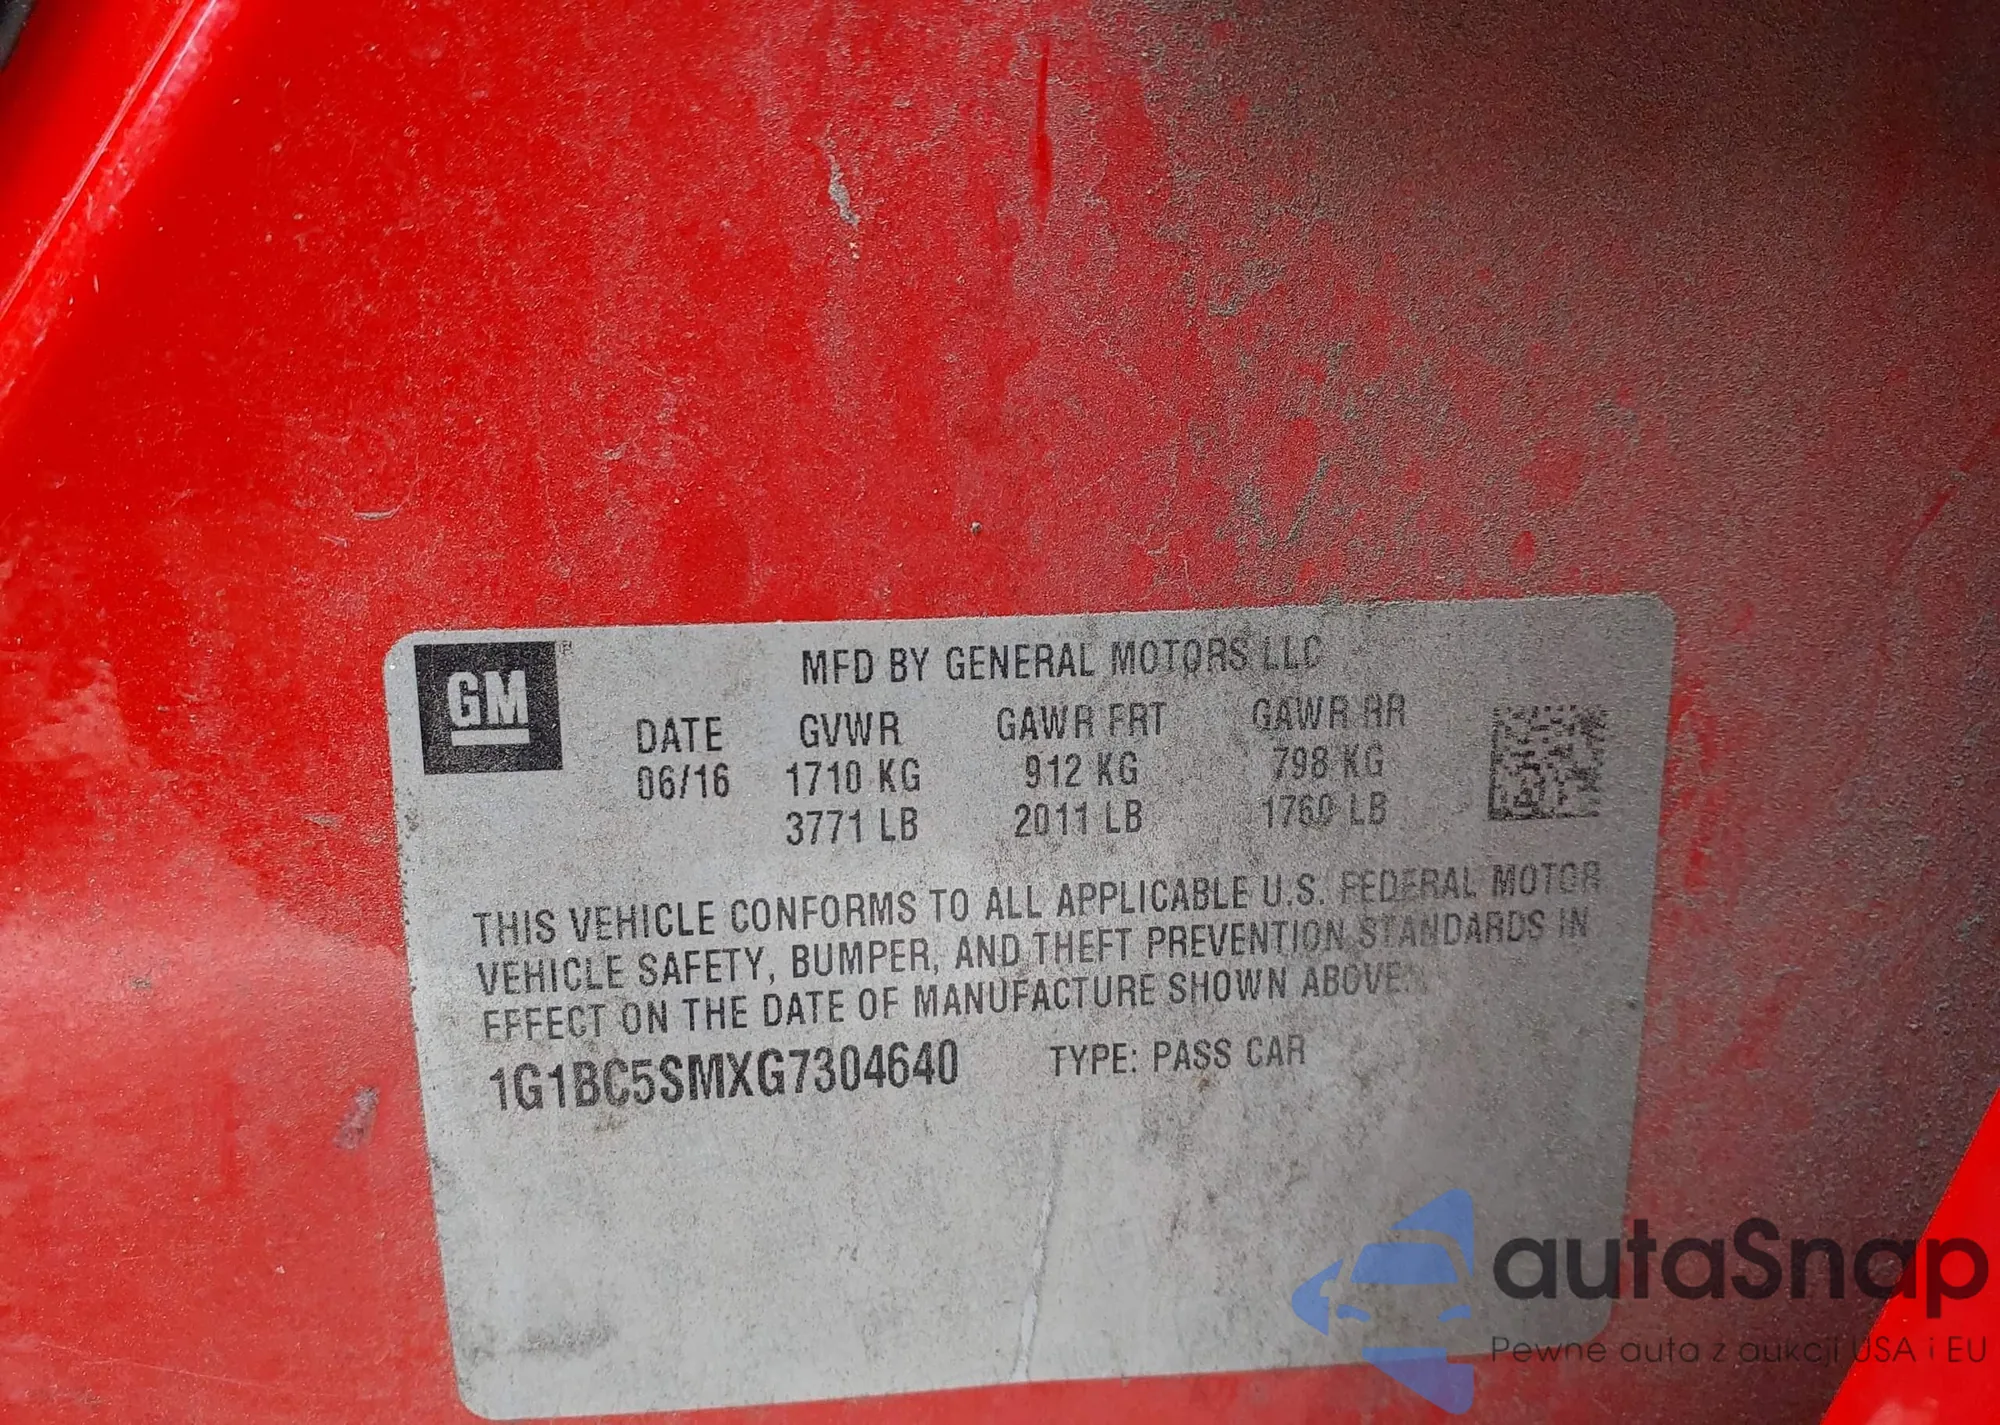 GM ®
MFD BY GENERAL MOTORS LLC
DATE GVWR GAWR FRT GAWR RR
06/16 1710 KG 912 KG 798 KG
3771 LB 2011 LB 1760 LB
THIS VEHICLE CONFORMS TO ALL APPLICABLE U.S. FEDERAL MOTOR
VEHICLE SAFETY, BUMPER, AND THEFT PREVENTION STANDARDS IN
EFFECT ON THE DATE OF MANUFACTURE SHOWN ABOVE.
1G1BC5SMXG7304640 TYPE: PASS CAR
autaSnap
Pewne auta z aukcji USA i EU